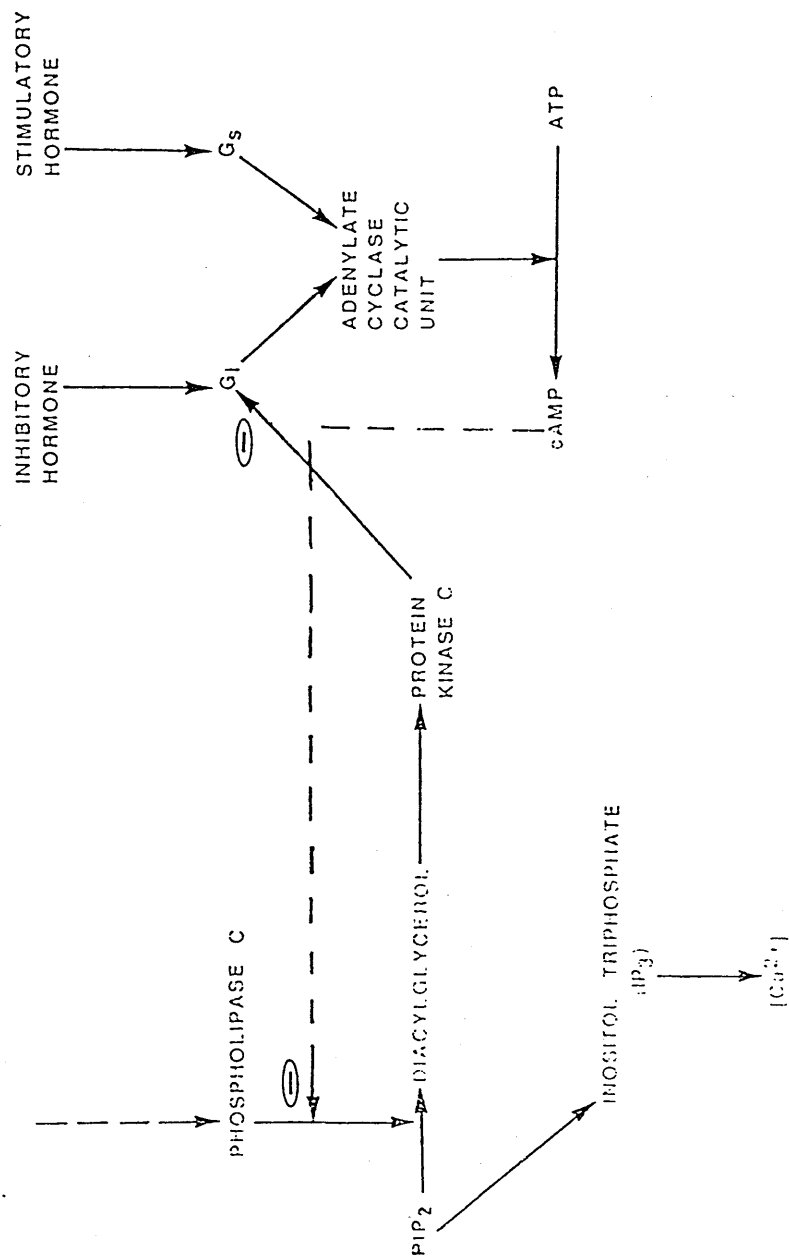 INHIBITORY
HORMONE
STIMULATORY
HORMONE
PHOSPHOLIPASE C
GI
GS
ADENYLATE
CYCLASE
CATALYTIC
UNIT
PIP2
DIACYLGLYCEROL
PROTEIN
KINASE C
cAMP
ATP
INOSITOL TRIPHOSPHATE
(IP3)
[Ca2+]